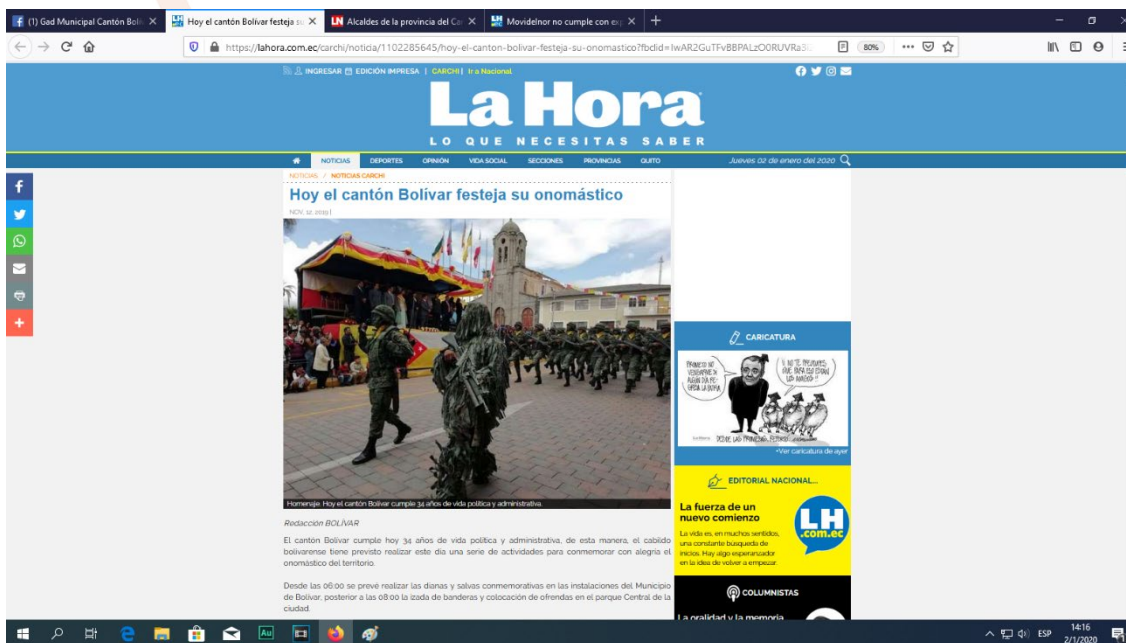 (1) Gad Municipal Cantón Bolív
Hoy el cantón Bolívar festeja su
Alcaldes de la provincia del Ca
Movidelnor no cumple con ex
https://lahora.com.ec/carchi/noticia/1102285645/hoy-el-canton-bolivar-festeja-su-onomastico?fbclid=
80%
INGRESAR EDICIÓN IMPRESA | CARCHI | Ir a Nacional
La Hora
LO QUE NECESITAS SABER
NOTICIAS DEPORTES OPINIÓN VIDA SOCIAL SECCIONES PROVINCIAS QUITO
Jueves 02 de enero del 2020
NOTICIAS / NOTICIAS CARCHI
Hoy el cantón Bolívar festeja su onomástico
NOV, 12, 2019 |
Homenaje. Hoy el cantón Bolívar cumple 34 años de vida política y administrativa.
Redacción BOLÍVAR
El cantón Bolívar cumple hoy 34 años de vida política y administrativa, de esta manera, el cabildo
bolivarense tiene previsto realizar este día una serie de actividades para conmemorar con alegría el
onomástico del territorio.
Desde las 06:00 se prevé realizar las dianas y salvas conmemorativas en las instalaciones del Municipio
de Bolívar, posterior a las 08:00 la izada de banderas y colocación de ofrendas en el parque Central de la
ciudad.
CARICATURA
•Ver caricatura de ayer
EDITORIAL NACIONAL...
La fuerza de un
nuevo comienzo
La vida es, en muchos sentidos,
una constante búsqueda de
inicios. Hay algo esperanzador
en la idea de volver a empezar.
LH
.com.ec
COLUMNISTAS
La oralidad y la memoria
ESP
14:16
2/1/2020